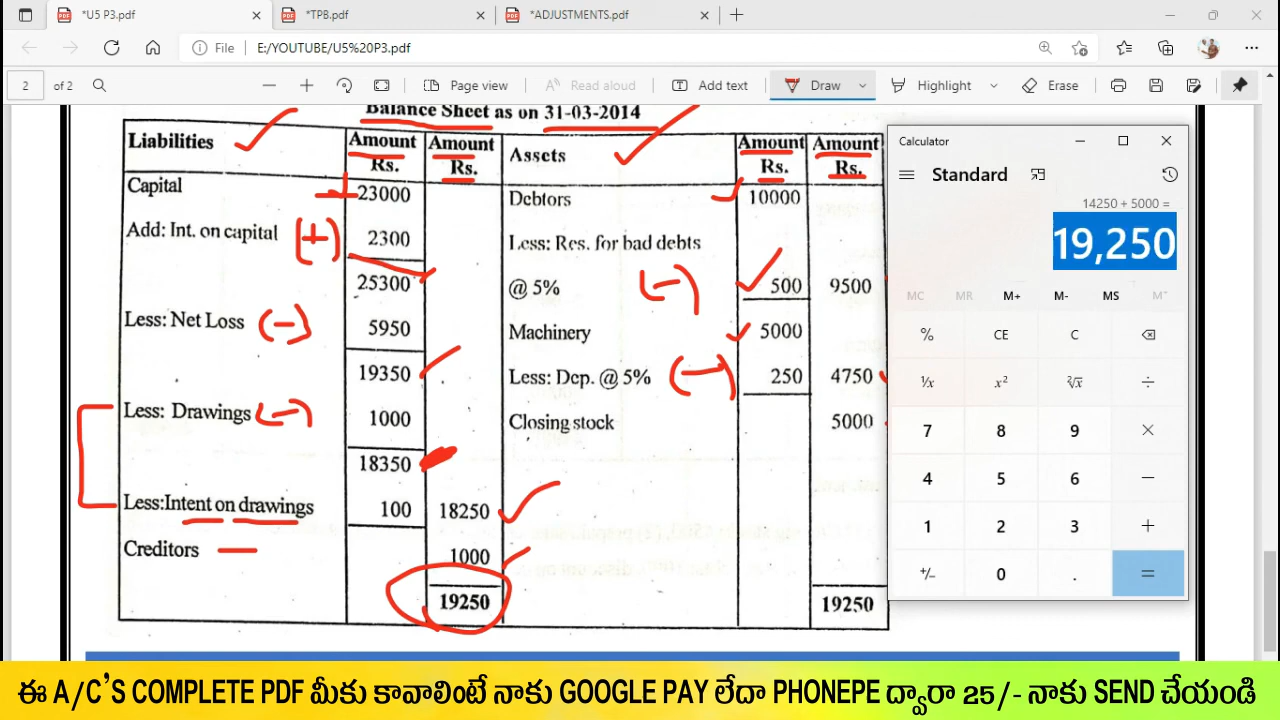 *U5 P3.pdf
*TPB.pdf
*ADJUSTMENTS.pdf
File E:/YOUTUBE/U5%20P3.pdf
2 of 2 Page view Read aloud Add text Draw Highlight Erase
Balance Sheet as on 31-03-2014
Liabilities Amount Rs. Amount Rs. Assets Amount Rs. Amount Rs.
Capital 23000 Debtors 10000
Add: Int. on capital (+) 2300 Less: Res. for bad debts
25300 @ 5% (-) 500 9500
Less: Net Loss (-) 5950 Machinery 5000
19350 Less: Dep. @ 5% (-) 250 4750
Less: Drawings (-) 1000 Closing stock 5000
18350
Less:Intent on drawings 100 18250
Creditors 1000
19250 19250
Calculator
Standard
14250 + 5000 =
19,250
MC MR M+ M- MS M˅
% CE C
¹/x x² ²√x ÷
7 8 9 ×
4 5 6 −
1 2 3 +
+/− 0 . =
ఈ A/C'S COMPLETE PDF మీకు కావాలింటే నాకు GOOGLE PAY లేదా PHONEPE ద్వారా 25/- నాకు SEND చేయండి